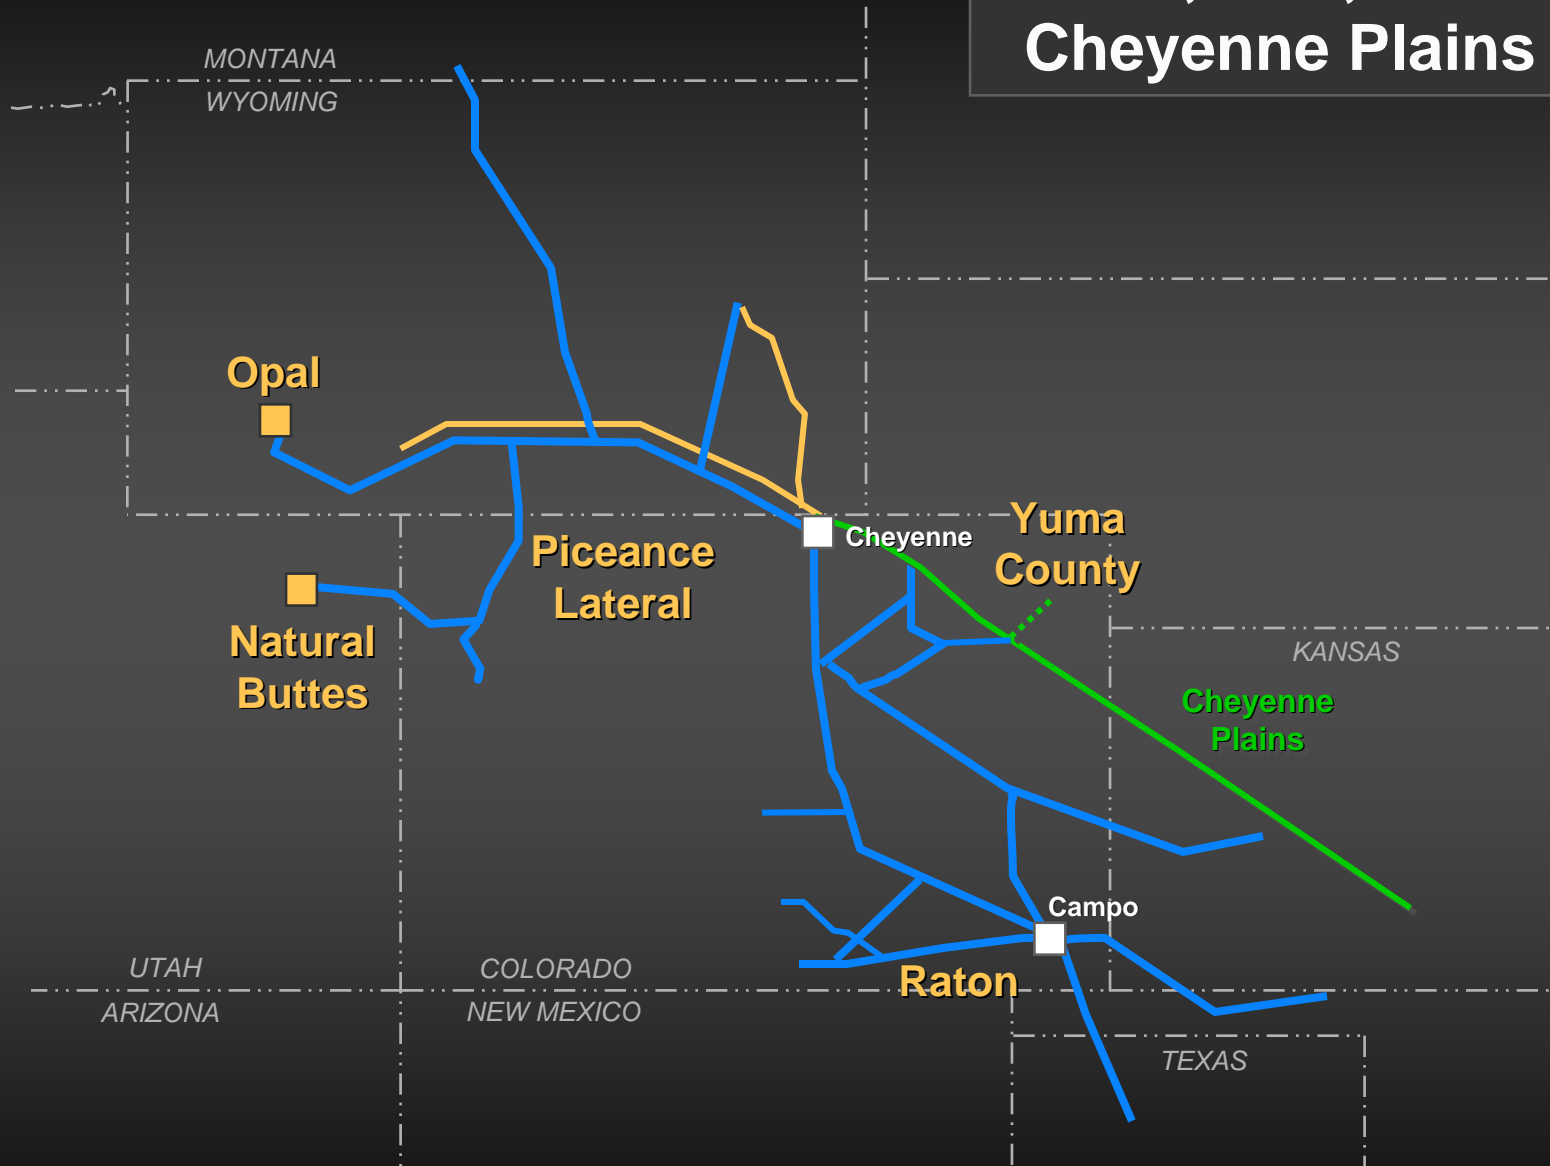 Cheyenne Plains
MONTANA
WYOMING
Opal
Yuma
County
Cheyenne
Piceance
Lateral
Natural
Buttes
KANSAS
Cheyenne
Plains
Campo
Raton
UTAH
COLORADO
ARIZONA
NEW MEXICO
TEXAS